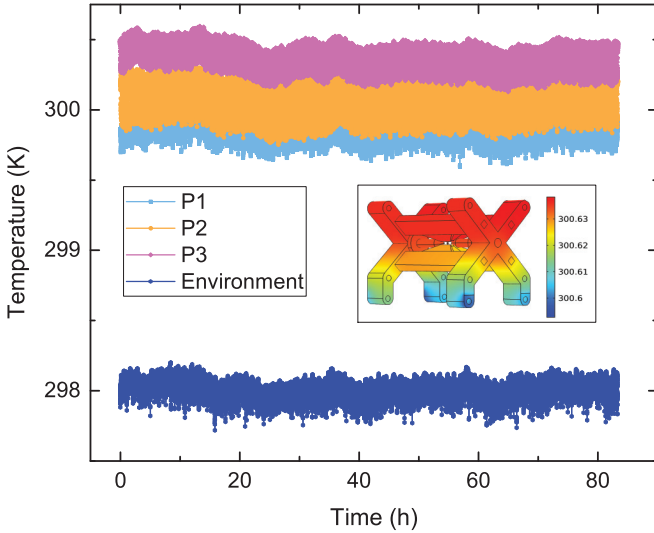 300
299
298
Temperature (K)
P1
P2
P3
Environment
300.63
300.62
300.61
300.6
0
20
40
60
80
Time (h)